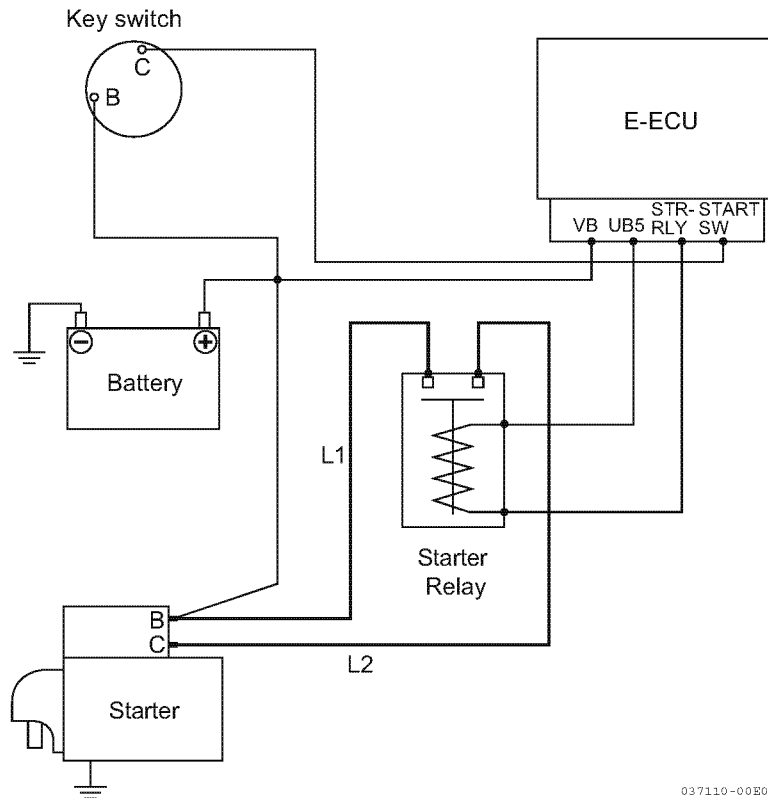 Key switch
C
B
E-ECU
STR- START
VB UB5 RLY SW
− +
Battery
L1
Starter
Relay
B
C
L2
Starter
037110-00E0